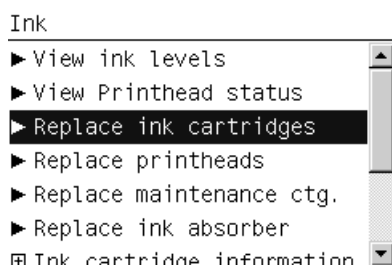 Ink
View ink levels
View Printhead status
Replace ink cartridges
Replace printheads
Replace maintenance ctg.
Replace ink absorber
Ink cartridge information